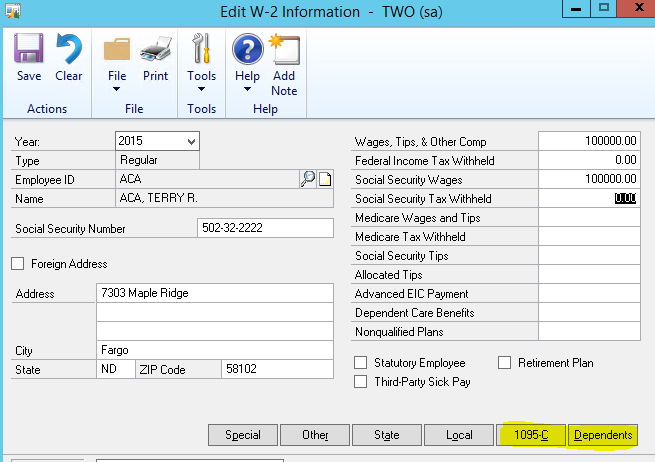 Edit W-2 Information - TWO (sa)
Save Clear File Print Tools Help Add Note
Actions File Tools Help
Year: 2015
Type Regular
Employee ID ACA
Name ACA, TERRY R.
Social Security Number 502-32-2222
Foreign Address
Address 7303 Maple Ridge
City Fargo
State ND ZIP Code 58102
Wages, Tips, & Other Comp 100000.00
Federal Income Tax Withheld 0.00
Social Security Wages 100000.00
Social Security Tax Withheld 0.00
Medicare Wages and Tips
Medicare Tax Withheld
Social Security Tips
Allocated Tips
Advanced EIC Payment
Dependent Care Benefits
Nonqualified Plans
Statutory Employee Retirement Plan
Third-Party Sick Pay
Special Other State Local 1095-C Dependents